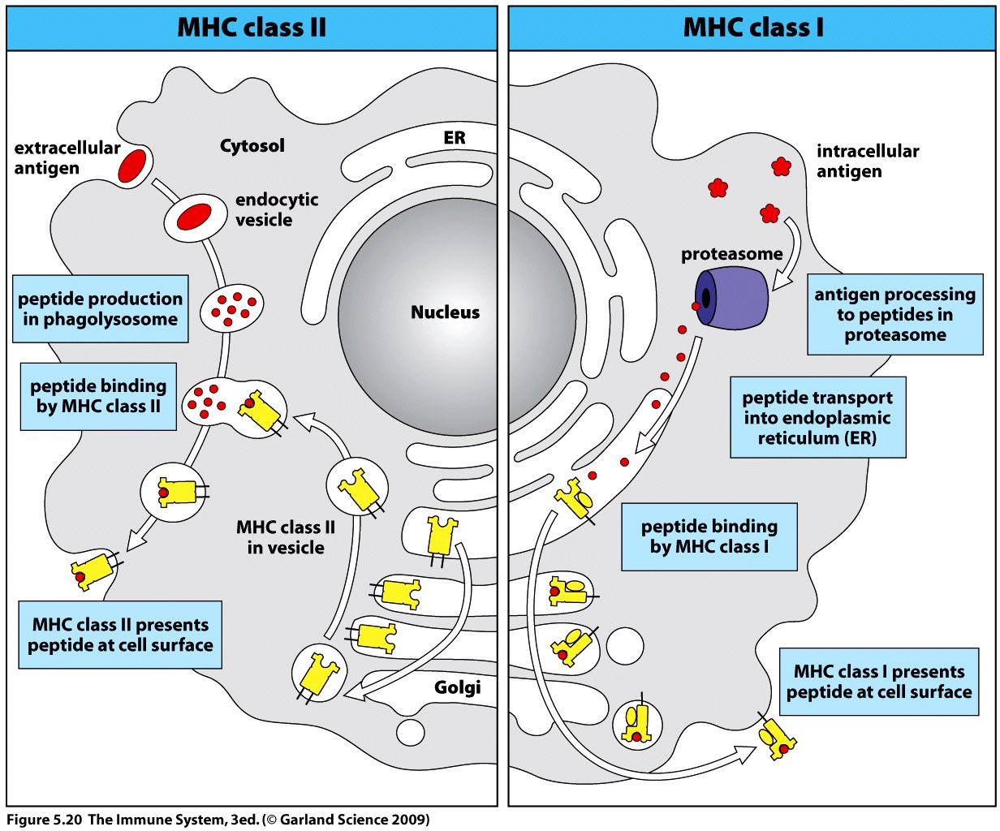 MHC class II
MHC class I
extracellular
antigen
Cytosol
ER
endocytic
vesicle
peptide production
in phagolysosome
Nucleus
peptide binding
by MHC class II
MHC class II
in vesicle
MHC class II presents
peptide at cell surface
Golgi
intracellular
antigen
proteasome
antigen processing
to peptides in
proteasome
peptide transport
into endoplasmic
reticulum (ER)
peptide binding
by MHC class I
MHC class I presents
peptide at cell surface
Figure 5.20 The Immune System, 3ed. (© Garland Science 2009)